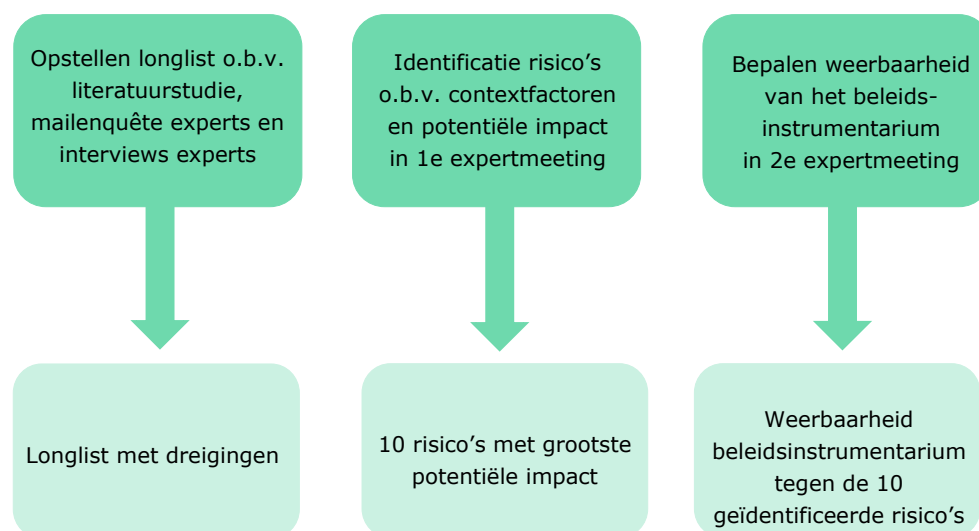 Opstellen longlist o.b.v.
literatuurstudie,
mailenquête experts en
interviews experts
Identificatie risico's
o.b.v. contextfactoren
en potentiële impact
in 1e expertmeeting
Bepalen weerbaarheid
van het beleids-
instrumentarium
in 2e expertmeeting
Longlist met dreigingen
10 risico's met grootste
potentiële impact
Weerbaarheid
beleidsinstrumentarium
tegen de 10
geïdentificeerde risico's